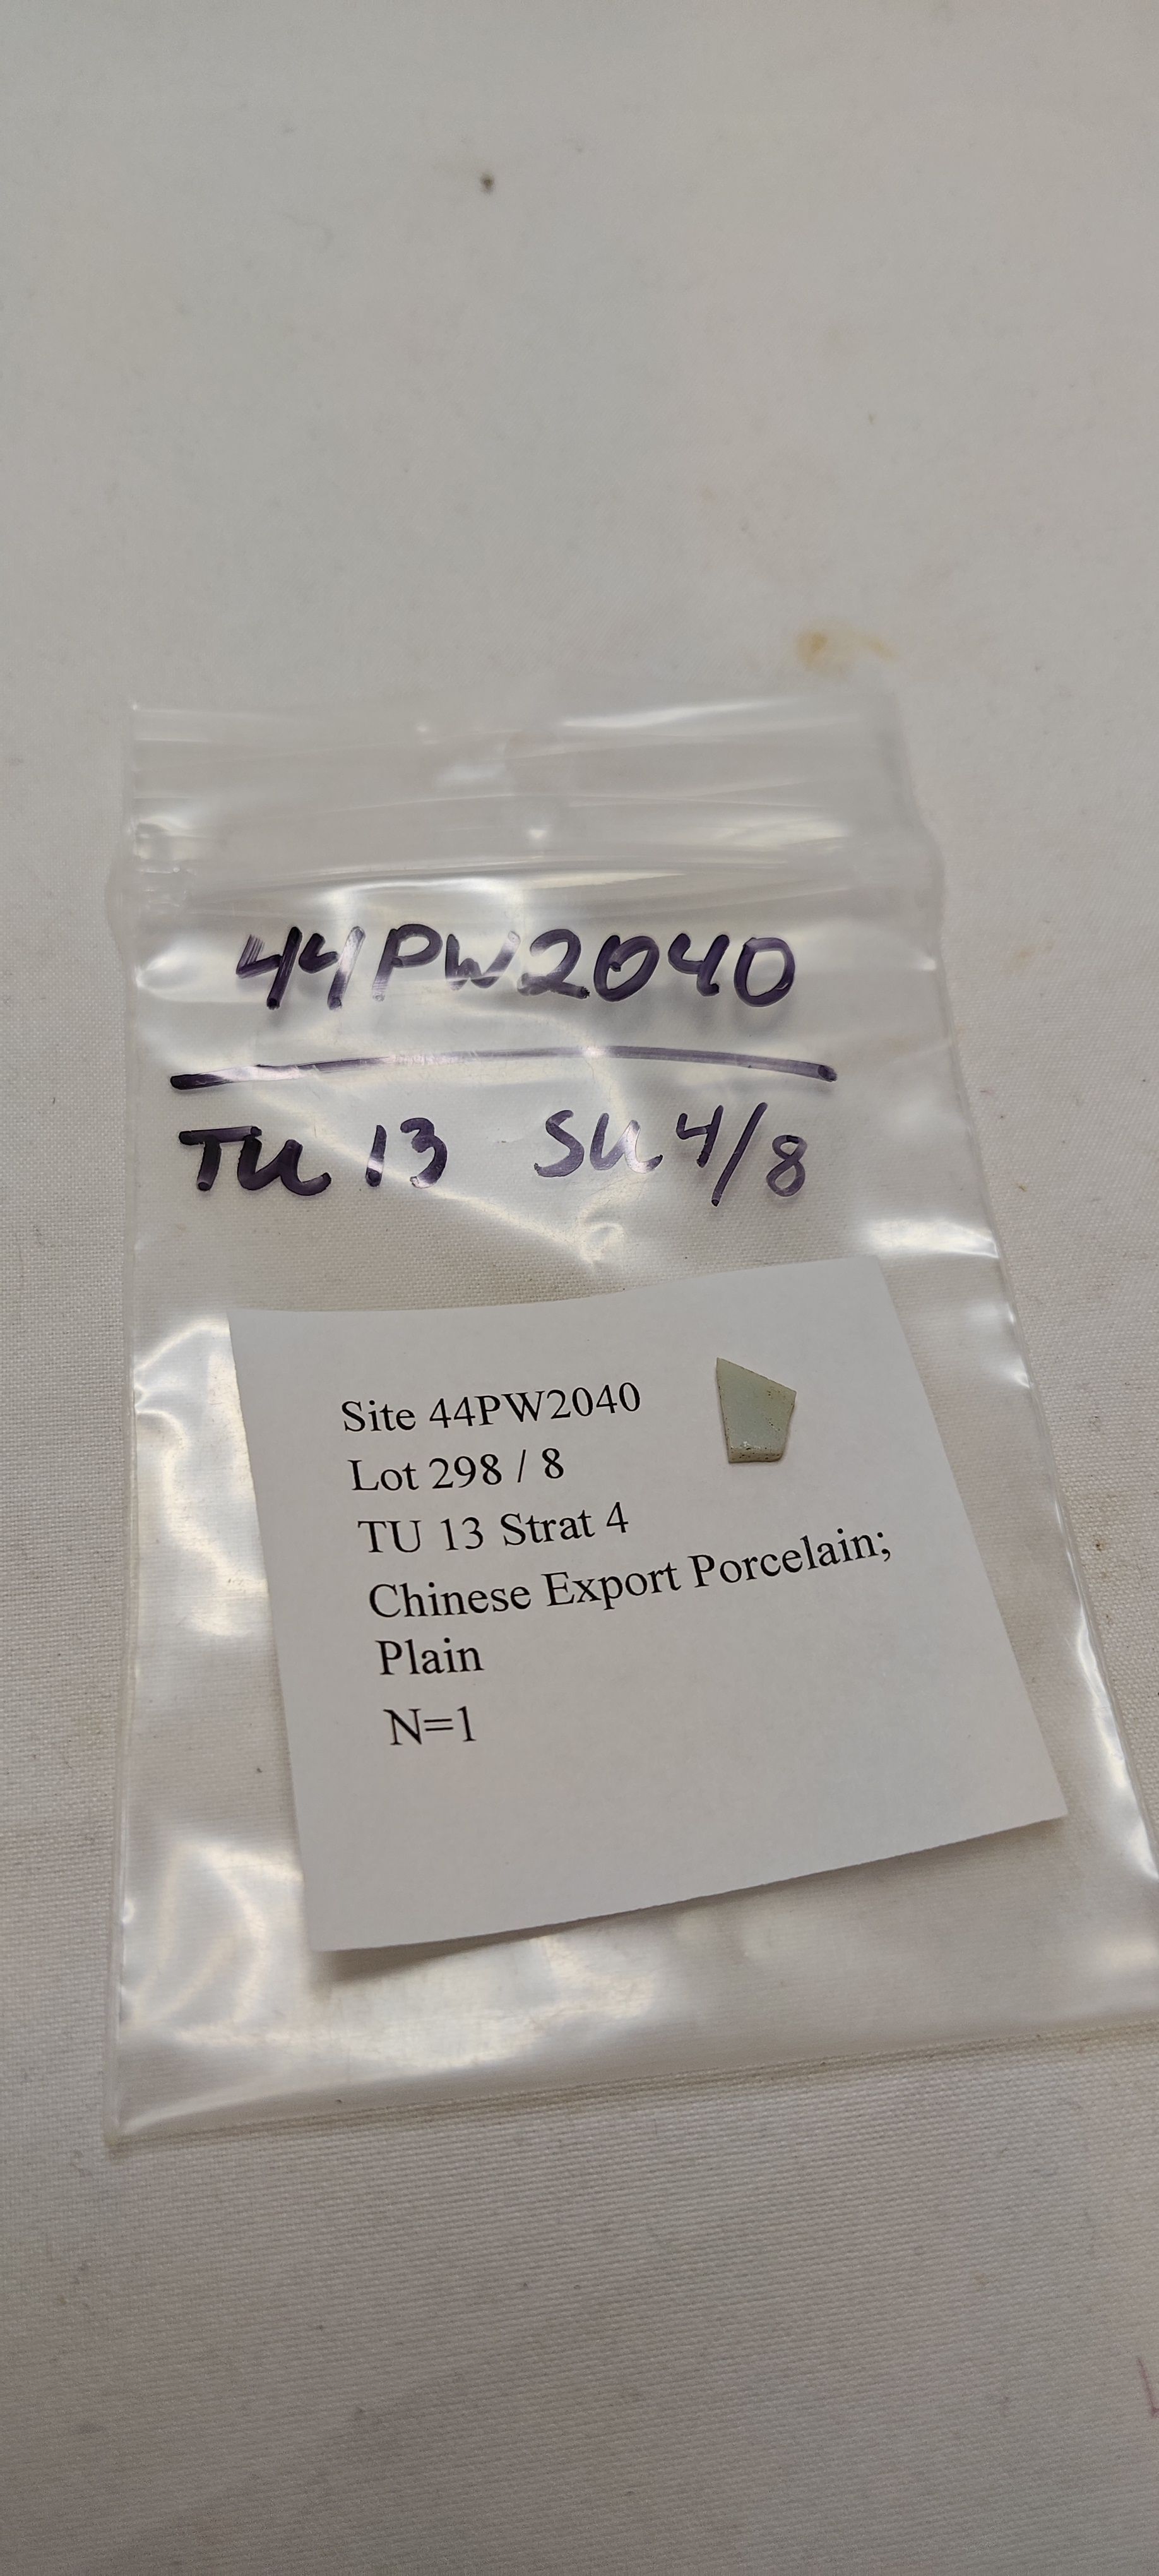 44PW2040
TU 13 SU 4/8
Site 44PW2040
Lot 298 / 8
TU 13 Strat 4
Chinese Export Porcelain;
Plain
N=1